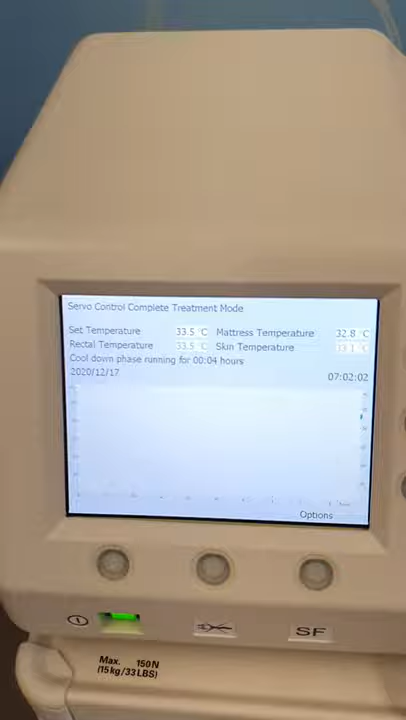 Servo Control Complete Treatment Mode
Set Temperature 33.5 °C Mattress Temperature 32.8 °C
Rectal Temperature 33.5 °C Skin Temperature 33.1 °C
Cool down phase running for 00:04 hours
2020/12/17 07:02:02
Options
SF
Max. 150N
(15kg/33LBS)